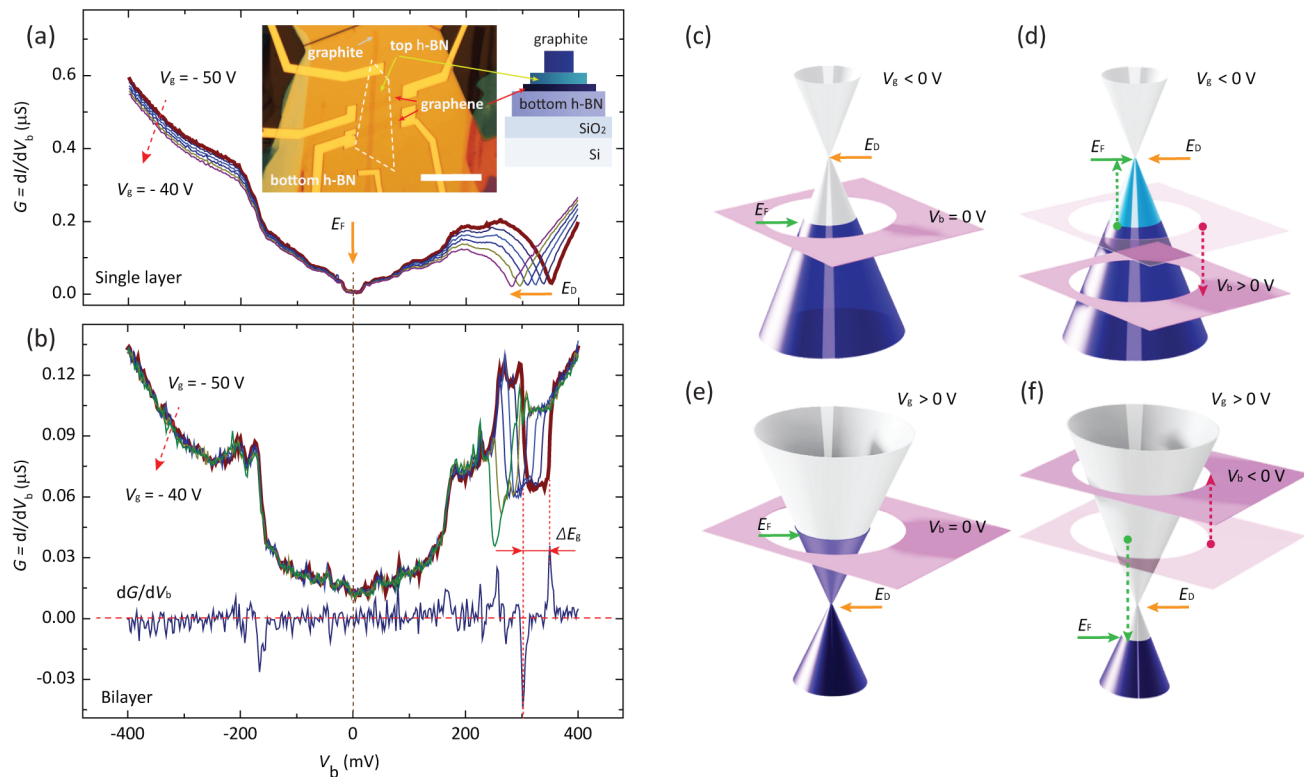 (a)
graphite
top h-BN
graphene
bottom h-BN
graphite
bottom h-BN
SiO₂
Si
0.6
0.4
0.2
0.0
G = dI/dVb (µS)
Vg = - 50 V
Vg = - 40 V
EF
ED
Single layer
(b)
0.12
0.09
0.06
0.03
0.00
-0.03
G = dI/dVb (µS)
Vg = - 50 V
Vg = - 40 V
ΔEg
dG/dVb
Bilayer
-400
-200
0
200
400
Vb (mV)
(c)
Vg < 0 V
ED
EF
Vb = 0 V
(d)
Vg < 0 V
EF
ED
Vb > 0 V
(e)
Vg > 0 V
EF
Vb = 0 V
ED
(f)
Vg > 0 V
Vb < 0 V
ED
EF